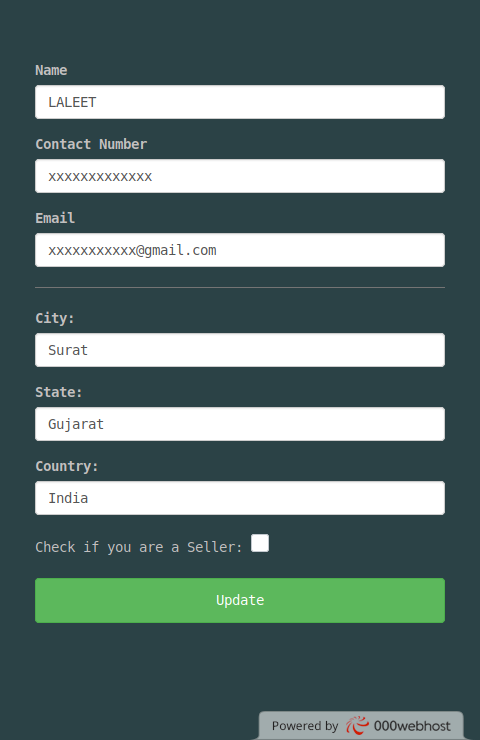 Name
LALEET
Contact Number
xxxxxxxxxxxxx
Email
xxxxxxxxxxx@gmail.com
City:
Surat
State:
Gujarat
Country:
India
Check if you are a Seller:
Update
Powered by 000webhost